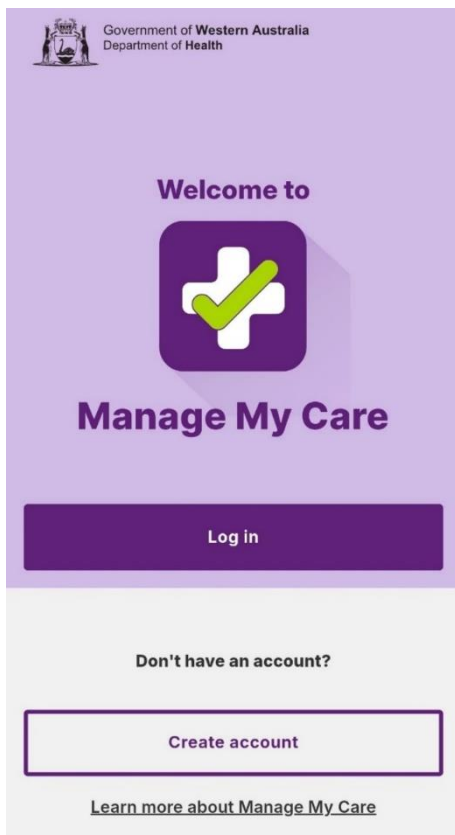 Government of Western Australia
Department of Health
Welcome to
Manage My Care
Log in
Don't have an account?
Create account
Learn more about Manage My Care